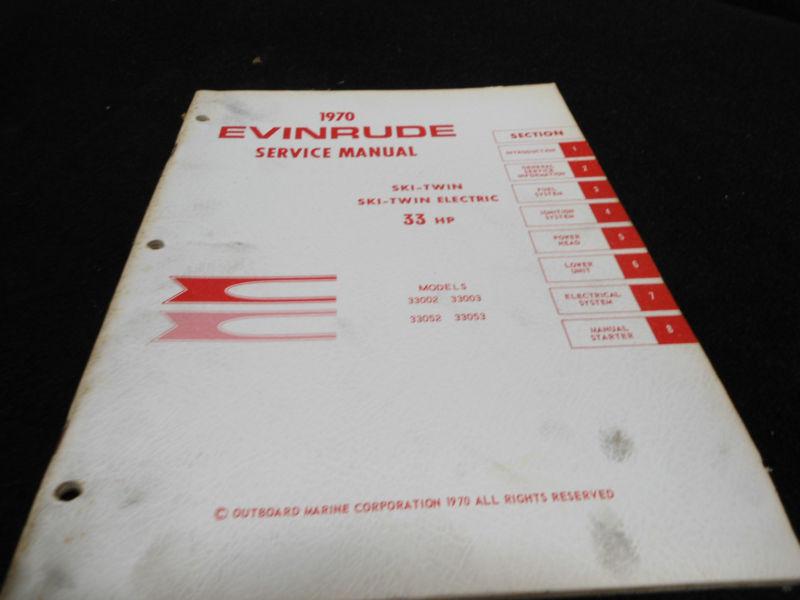 1970
EVINRUDE
SERVICE MANUAL
SKI-TWIN
SKI-TWIN ELECTRIC
33 HP
MODELS
33002 33003
33052 33053
SECTION
INTRODUCTION 1
GENERAL
SERVICE
INFORMATION 2
FUEL
SYSTEM 3
IGNITION
SYSTEM 4
POWER
HEAD 5
LOWER
UNIT 6
ELECTRICAL
SYSTEM 7
MANUAL
STARTER 8
© OUTBOARD MARINE CORPORATION 1970 ALL RIGHTS RESERVED